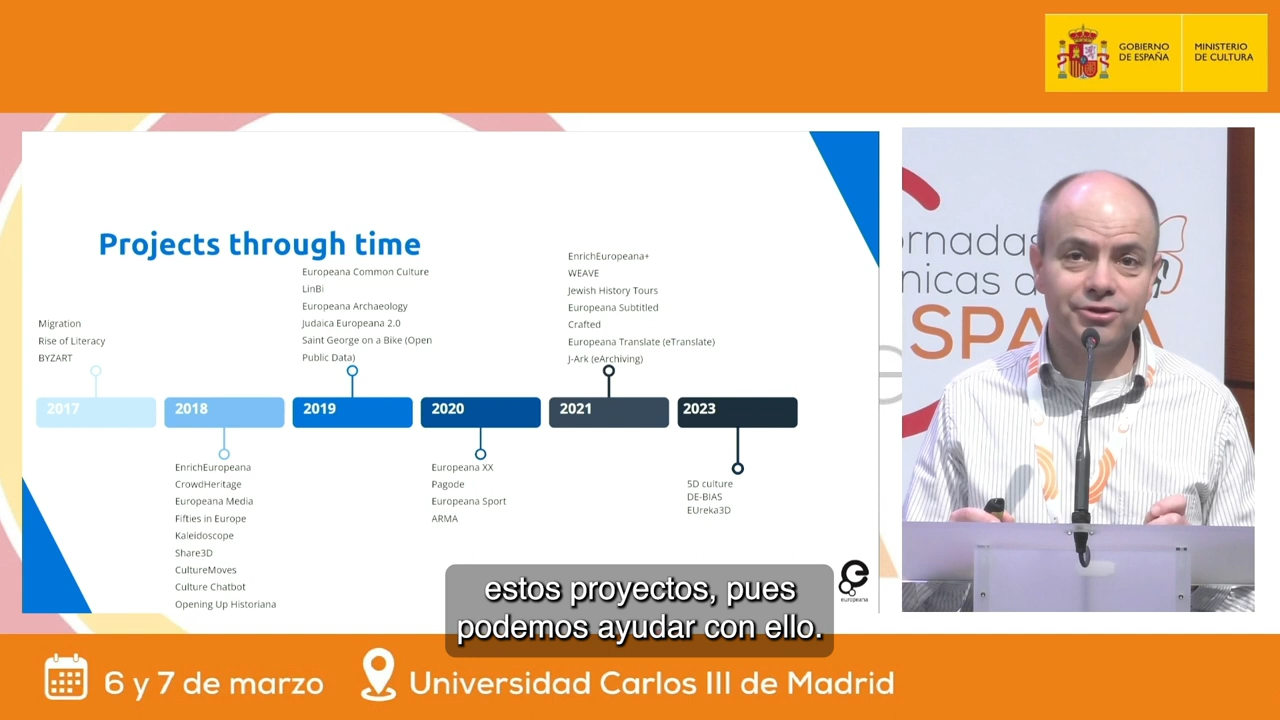 GOBIERNO
DE ESPAÑA
MINISTERIO
DE CULTURA
Projects through time
Migration
Rise of Literacy
BYZART
Europeana Common Culture
LinBi
Europeana Archaeology
Judaica Europeana 2.0
Saint George on a Bike (Open
Public Data)
EnrichEuropeana+
WEAVE
Jewish History Tours
Europeana Subtitled
Crafted
Europeana Translate (eTranslate)
J-Ark (eArchiving)
2017
2018
2019
2020
2021
2023
EnrichEuropeana
CrowdHeritage
Europeana Media
Fifties in Europe
Kaleidoscope
Share3D
CultureMoves
Culture Chatbot
Opening Up Historiana
Europeana XX
Pagode
Europeana Sport
ARMA
5D culture
DE-BIAS
EUreka3D
europeana
estos proyectos, pues
podemos ayudar con ello.
6 y 7 de marzo
Universidad Carlos III de Madrid